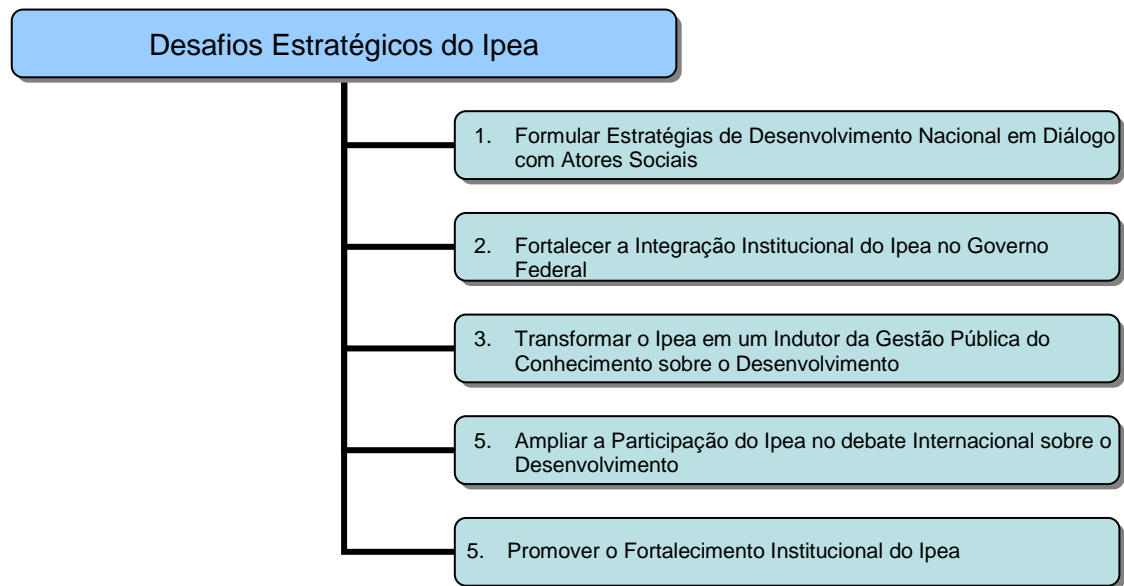 Desafios Estratégicos do Ipea
1. Formular Estratégias de Desenvolvimento Nacional em Diálogo
com Atores Sociais
2. Fortalecer a Integração Institucional do Ipea no Governo
Federal
3. Transformar o Ipea em um Indutor da Gestão Pública do
Conhecimento sobre o Desenvolvimento
5. Ampliar a Participação do Ipea no debate Internacional sobre o
Desenvolvimento
5. Promover o Fortalecimento Institucional do Ipea